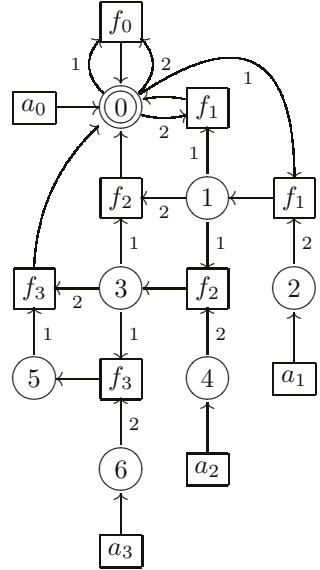 f₀
1 2 1
a₀ 0 f₁
2
1
f₂ 2 1 f₁
1 1 2
f₃ 2 3 f₂ 2
1 1 2
5 f₃ 4 a₁
2
6 a₂
a₃